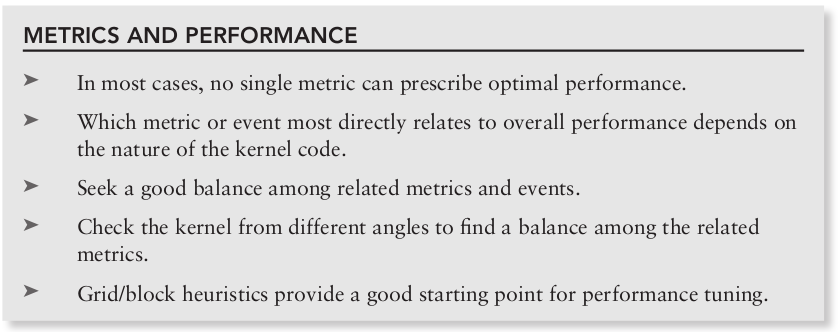 METRICS AND PERFORMANCE
➤ In most cases, no single metric can prescribe optimal performance.
➤ Which metric or event most directly relates to overall performance depends on
the nature of the kernel code.
➤ Seek a good balance among related metrics and events.
➤ Check the kernel from different angles to find a balance among the related
metrics.
➤ Grid/block heuristics provide a good starting point for performance tuning.